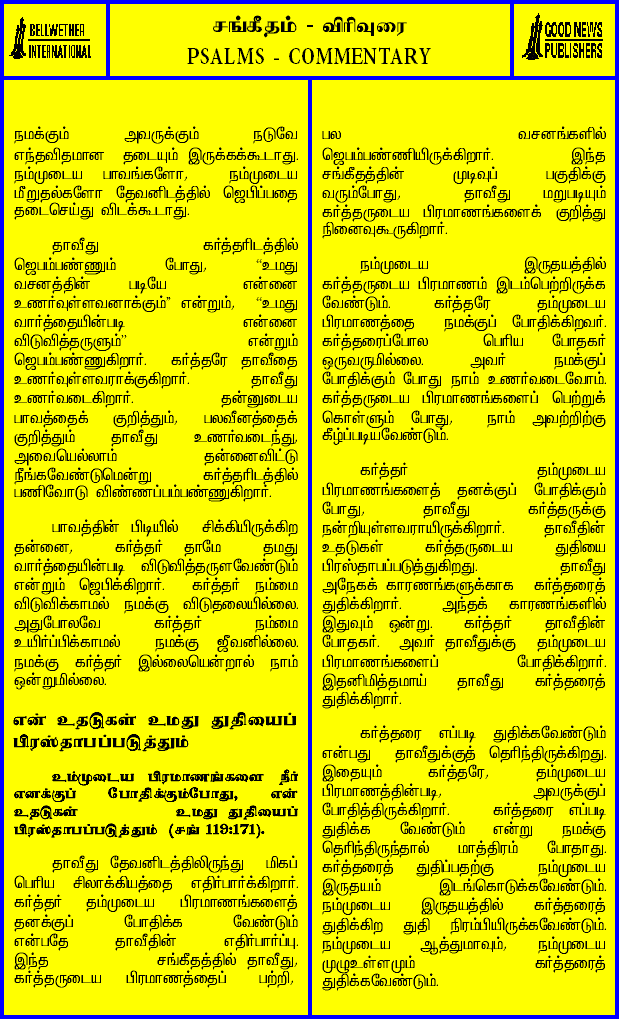 BELLWETHER
INTERNATIONAL
சங்கீதம் - விரிவுரை
PSALMS - COMMENTARY
GOOD NEWS
PUBLISHERS
நமக்கும் அவருக்கும் நடுவே
எந்தவிதமான தடையும் இருக்கக்கூடாது.
நம்முடைய பாவங்களோ, நம்முடைய
மீறுதல்களோ தேவனிடத்தில் ஜெபிப்பதை
தடைசெய்து விடக்கூடாது.
தாவீது கர்த்தரிடத்தில்
ஜெபம்பண்ணும் போது, “உமது
வசனத்தின் படியே என்னை
உணர்வுள்ளவனாக்கும்” என்றும், “உமது
வார்த்தையின்படி என்னை
விடுவித்தருளும்” என்றும்
ஜெபம்பண்ணுகிறார். கர்த்தரே தாவீதை
உணர்வுள்ளவராக்குகிறார். தாவீது
உணர்வடைகிறார். தன்னுடைய
பாவத்தைக் குறித்தும், பலவீனத்தைக்
குறித்தும் தாவீது உணர்வடைந்து,
அவையெல்லாம் தன்னைவிட்டு
நீங்கவேண்டுமென்று கர்த்தரிடத்தில்
பணிவோடு விண்ணப்பம்பண்ணுகிறார்.
பாவத்தின் பிடியில் சிக்கியிருக்கிற
தன்னை, கர்த்தர் தாமே தமது
வார்த்தையின்படி விடுவித்தருளவேண்டும்
என்றும் ஜெபிக்கிறார். கர்த்தர் நம்மை
விடுவிக்காமல் நமக்கு விடுதலையில்லை.
அதுபோலவே கர்த்தர் நம்மை
உயிர்ப்பிக்காமல் நமக்கு ஜீவனில்லை.
நமக்கு கர்த்தர் இல்லையென்றால் நாம்
ஒன்றுமில்லை.
என் உதடுகள் உமது துதியைப்
பிரஸ்தாபப்படுத்தும்
உம்முடைய பிரமாணங்களை நீர்
எனக்குப் போதிக்கும்போது, என்
உதடுகள் உமது துதியைப்
பிரஸ்தாபப்படுத்தும் (சங் 119:171).
தாவீது தேவனிடத்திலிருந்து மிகப்
பெரிய சிலாக்கியத்தை எதிர்பார்க்கிறார்.
கர்த்தர் தம்முடைய பிரமாணங்களைத்
தனக்குப் போதிக்க வேண்டும்
என்பதே தாவீதின் எதிர்பார்ப்பு.
இந்த சங்கீதத்தில் தாவீது,
கர்த்தருடைய பிரமாணத்தைப் பற்றி,
பல வசனங்களில்
ஜெபம்பண்ணியிருக்கிறார். இந்த
சங்கீதத்தின் முடிவுப் பகுதிக்கு
வரும்போது, தாவீது மறுபடியும்
கர்த்தருடைய பிரமாணங்களைக் குறித்து
நினைவுகூருகிறார்.
நம்முடைய இருதயத்தில்
கர்த்தருடைய பிரமாணம் இடம்பெற்றிருக்க
வேண்டும். கர்த்தரே தம்முடைய
பிரமாணத்தை நமக்குப் போதிக்கிறவர்.
கர்த்தரைப்போல பெரிய போதகர்
ஒருவருமில்லை. அவர் நமக்குப்
போதிக்கும் போது நாம் உணர்வடைவோம்.
கர்த்தருடைய பிரமாணங்களைப் பெற்றுக்
கொள்ளும் போது, நாம் அவற்றிற்கு
கீழ்ப்படியவேண்டும்.
கர்த்தர் தம்முடைய
பிரமாணங்களைத் தனக்குப் போதிக்கும்
போது, தாவீது கர்த்தருக்கு
நன்றியுள்ளவராயிருக்கிறார். தாவீதின்
உதடுகள் கர்த்தருடைய துதியை
பிரஸ்தாபப்படுத்துகிறது. தாவீது
அநேகக் காரணங்களுக்காக கர்த்தரைத்
துதிக்கிறார். அந்தக் காரணங்களில்
இதுவும் ஒன்று. கர்த்தர் தாவீதின்
போதகர். அவர் தாவீதுக்கு தம்முடைய
பிரமாணங்களைப் போதிக்கிறார்.
இதனிமித்தமாய் தாவீது கர்த்தரைத்
துதிக்கிறார்.
கர்த்தரை எப்படி துதிக்கவேண்டும்
என்பது தாவீதுக்குத் தெரிந்திருக்கிறது.
இதையும் கர்த்தரே, தம்முடைய
பிரமாணத்தின்படி, அவருக்குப்
போதித்திருக்கிறார். கர்த்தரை எப்படி
துதிக்க வேண்டும் என்று நமக்கு
தெரிந்திருந்தால் மாத்திரம் போதாது.
கர்த்தரைத் துதிப்பதற்கு நம்முடைய
இருதயம் இடங்கொடுக்கவேண்டும்.
நம்முடைய இருதயத்தில் கர்த்தரைத்
துதிக்கிற துதி நிரம்பியிருக்கவேண்டும்.
நம்முடைய ஆத்துமாவும், நம்முடைய
முழுஉள்ளமும் கர்த்தரைத்
துதிக்கவேண்டும்.